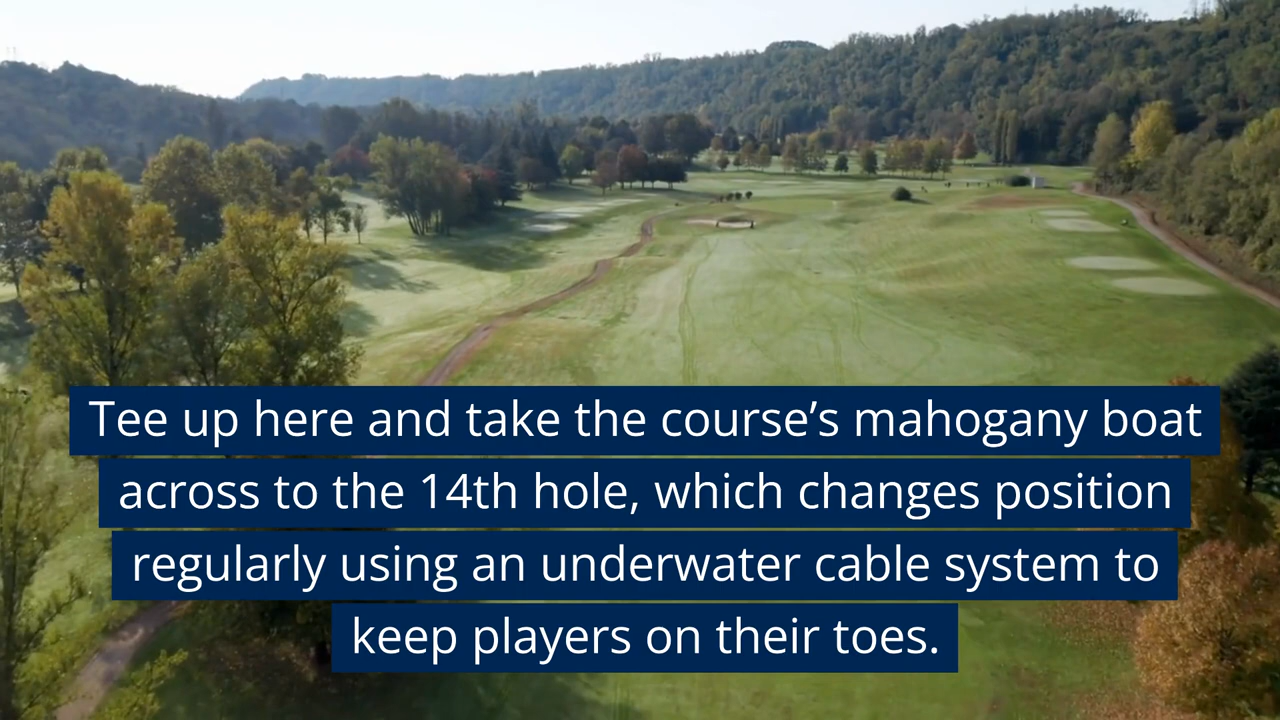 Tee up here and take the course’s mahogany boat
across to the 14th hole, which changes position
regularly using an underwater cable system to
keep players on their toes.